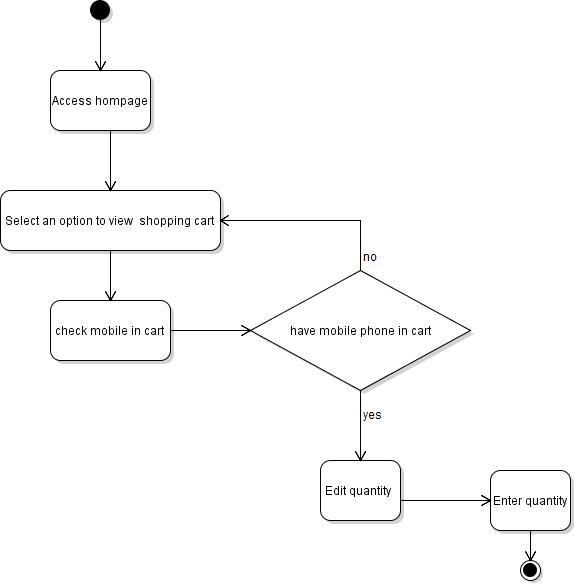 Access hompage
Select an option to view  shopping cart
no
check mobile in cart
have mobile phone in cart
yes
Edit quantity
Enter quantity